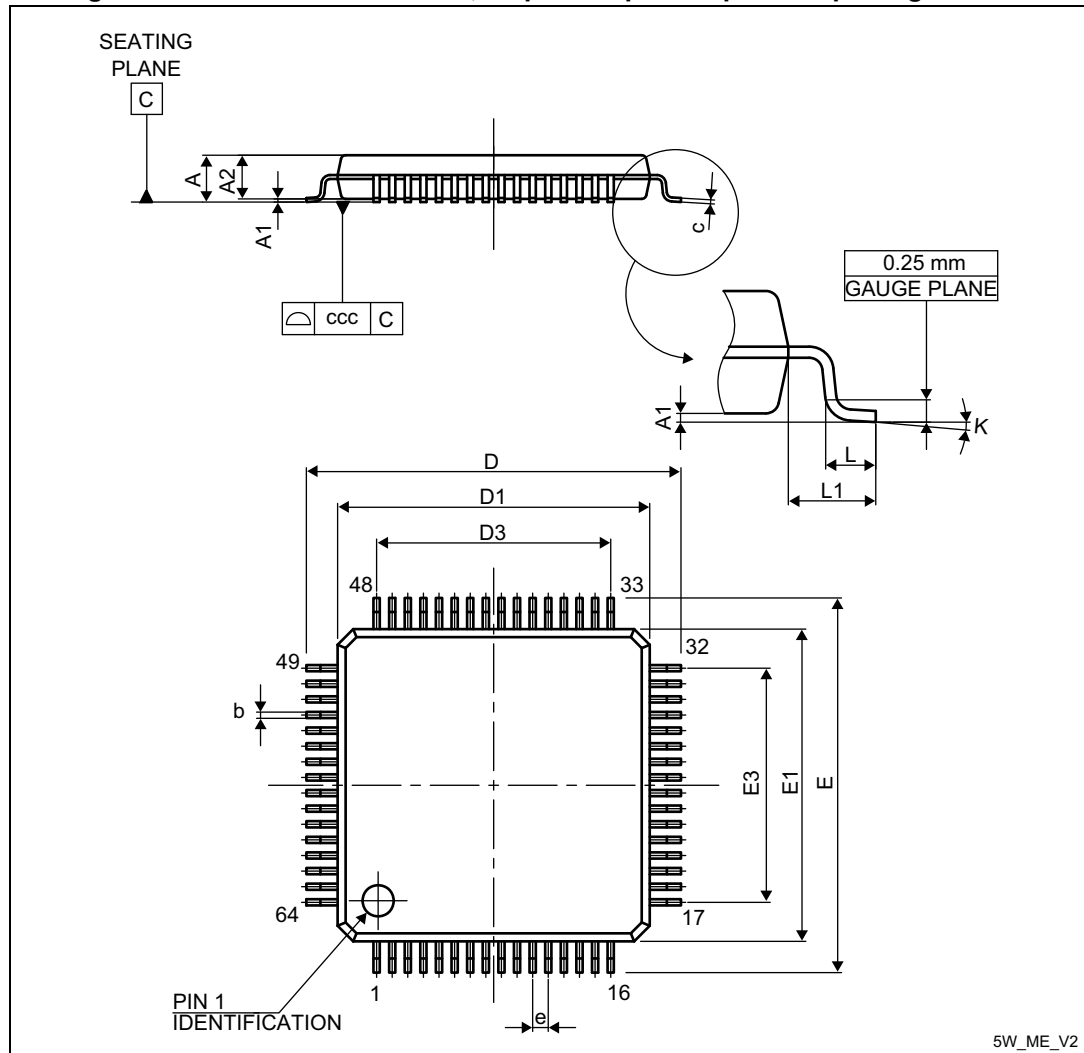 SEATING
PLANE
C
A
A2
A1
c
ccc C
0.25 mm
GAUGE PLANE
A1
K
L
L1
D
D1
D3
48
33
49
32
b
E3
E1
E
64
17
PIN 1
IDENTIFICATION
1
16
e
5W_ME_V2